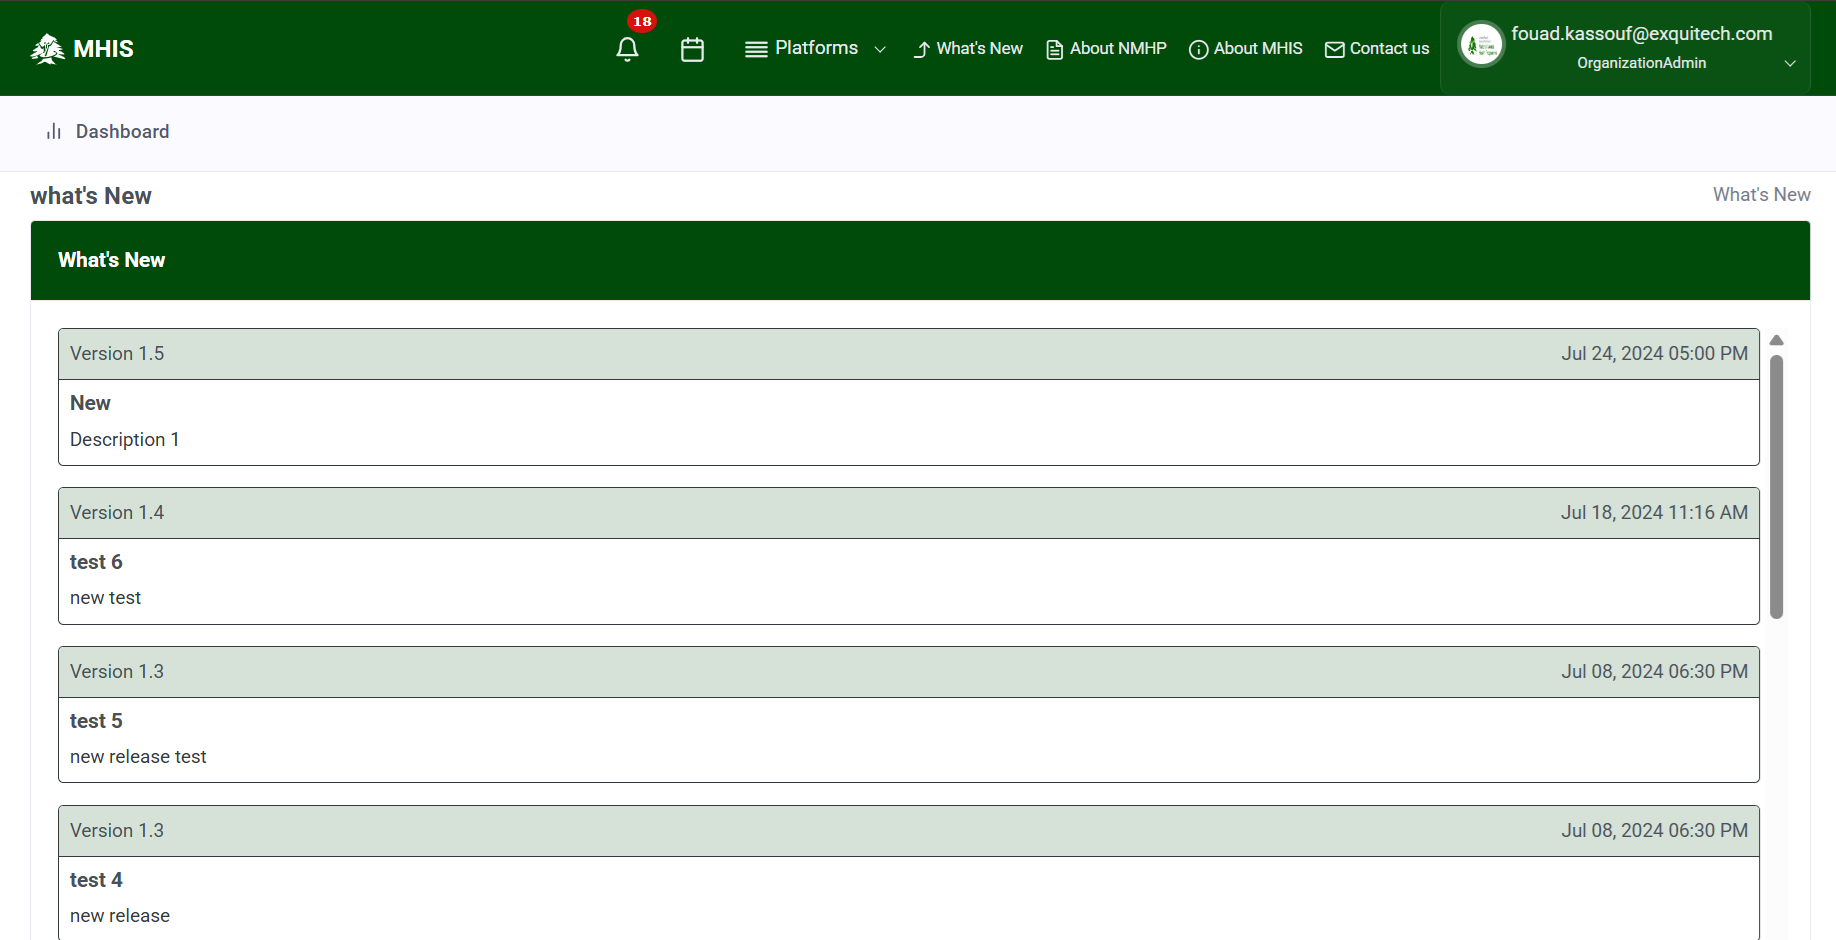 MHIS
18
Platforms
What's New
About NMHP
About MHIS
Contact us
fouad.kassouf@exquitech.com
OrganizationAdmin
Dashboard
what's New
What's New
What's New
Version 1.5 Jul 24, 2024 05:00 PM
New
Description 1
Version 1.4 Jul 18, 2024 11:16 AM
test 6
new test
Version 1.3 Jul 08, 2024 06:30 PM
test 5
new release test
Version 1.3 Jul 08, 2024 06:30 PM
test 4
new release